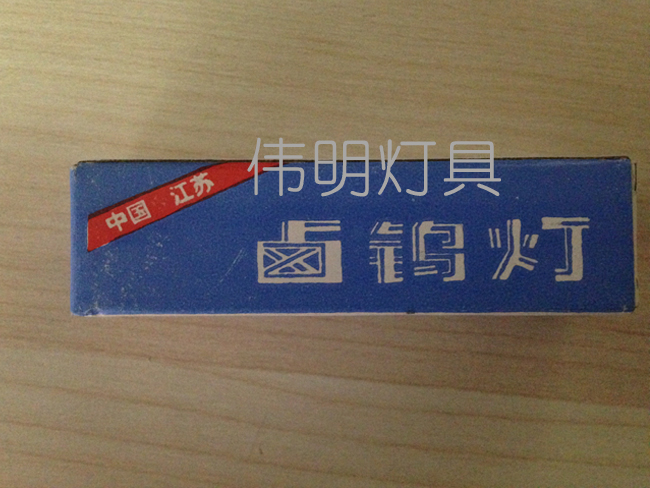 伟明灯具
中国 江苏
卤钨灯